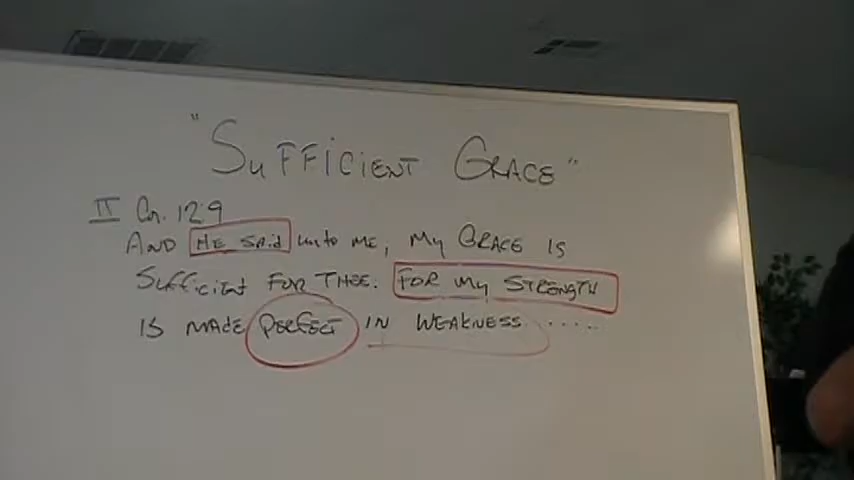 "SUFFICIENT GRACE"
II Cor. 12:9
AND HE SAid unto ME, My GRACE IS
SUFFiciENT FOR THEE: FOR My STRENGTH
IS MADE PERFECT IN WEAKNESS.....